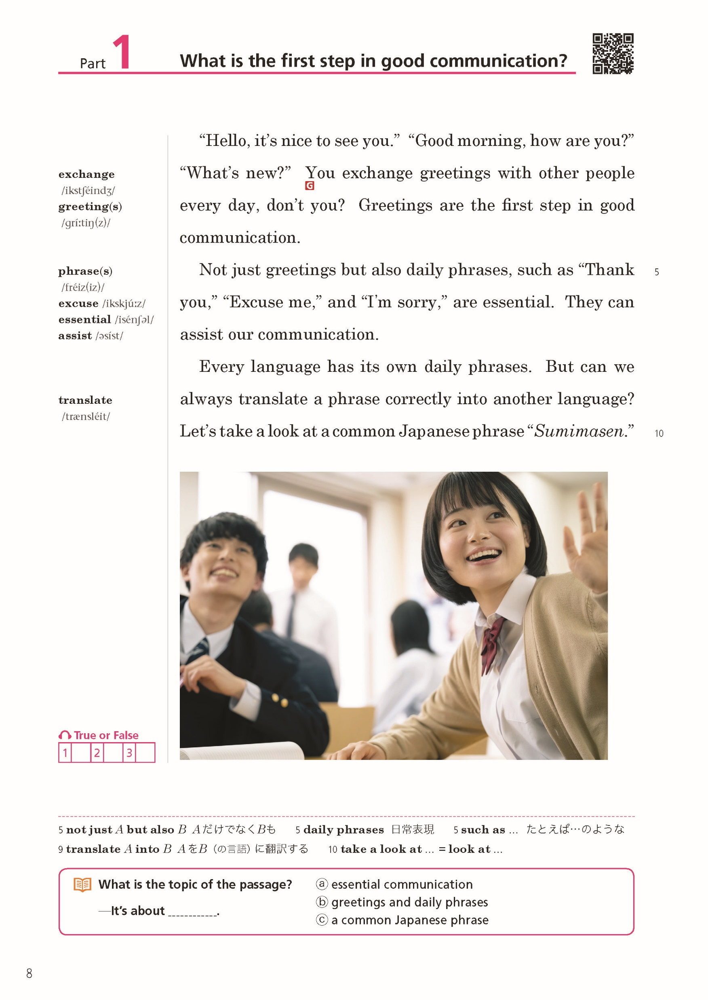 Part 1 What is the first step in good communication?
“Hello, it’s nice to see you.” “Good morning, how are you?”
“What’s new?” You exchange greetings with other people
G
every day, don’t you? Greetings are the first step in good
communication.
Not just greetings but also daily phrases, such as “Thank 5
you,” “Excuse me,” and “I’m sorry,” are essential. They can
assist our communication.
Every language has its own daily phrases. But can we
always translate a phrase correctly into another language?
Let’s take a look at a common Japanese phrase “Sumimasen.” 10
exchange
/ikstʃéindʒ/
greeting(s)
/ɡríːtiŋ(z)/
phrase(s)
/fréiz(iz)/
excuse /ikskjúːz/
essential /isénʃəl/
assist /əsíst/
translate
/trænsléit/
True or False
1 2 3
5 not just A but also B AだけでなくBも 5 daily phrases 日常表現 5 such as ... たとえば…のような
9 translate A into B AをB（の言語）に翻訳する 10 take a look at ... = look at ...
What is the topic of the passage?
—It’s about ____________.
ⓐ essential communication
ⓑ greetings and daily phrases
ⓒ a common Japanese phrase
8